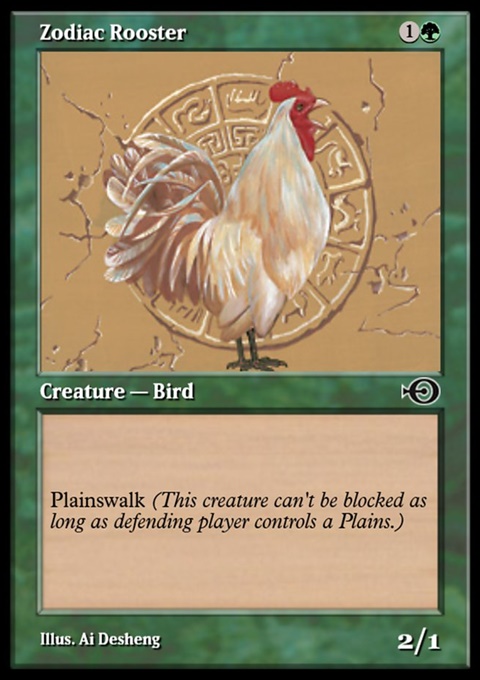 Zodiac Rooster
1
Creature — Bird
Plainswalk (This creature can't be blocked as
long as defending player controls a Plains.)
Illus. Ai Desheng
2/1